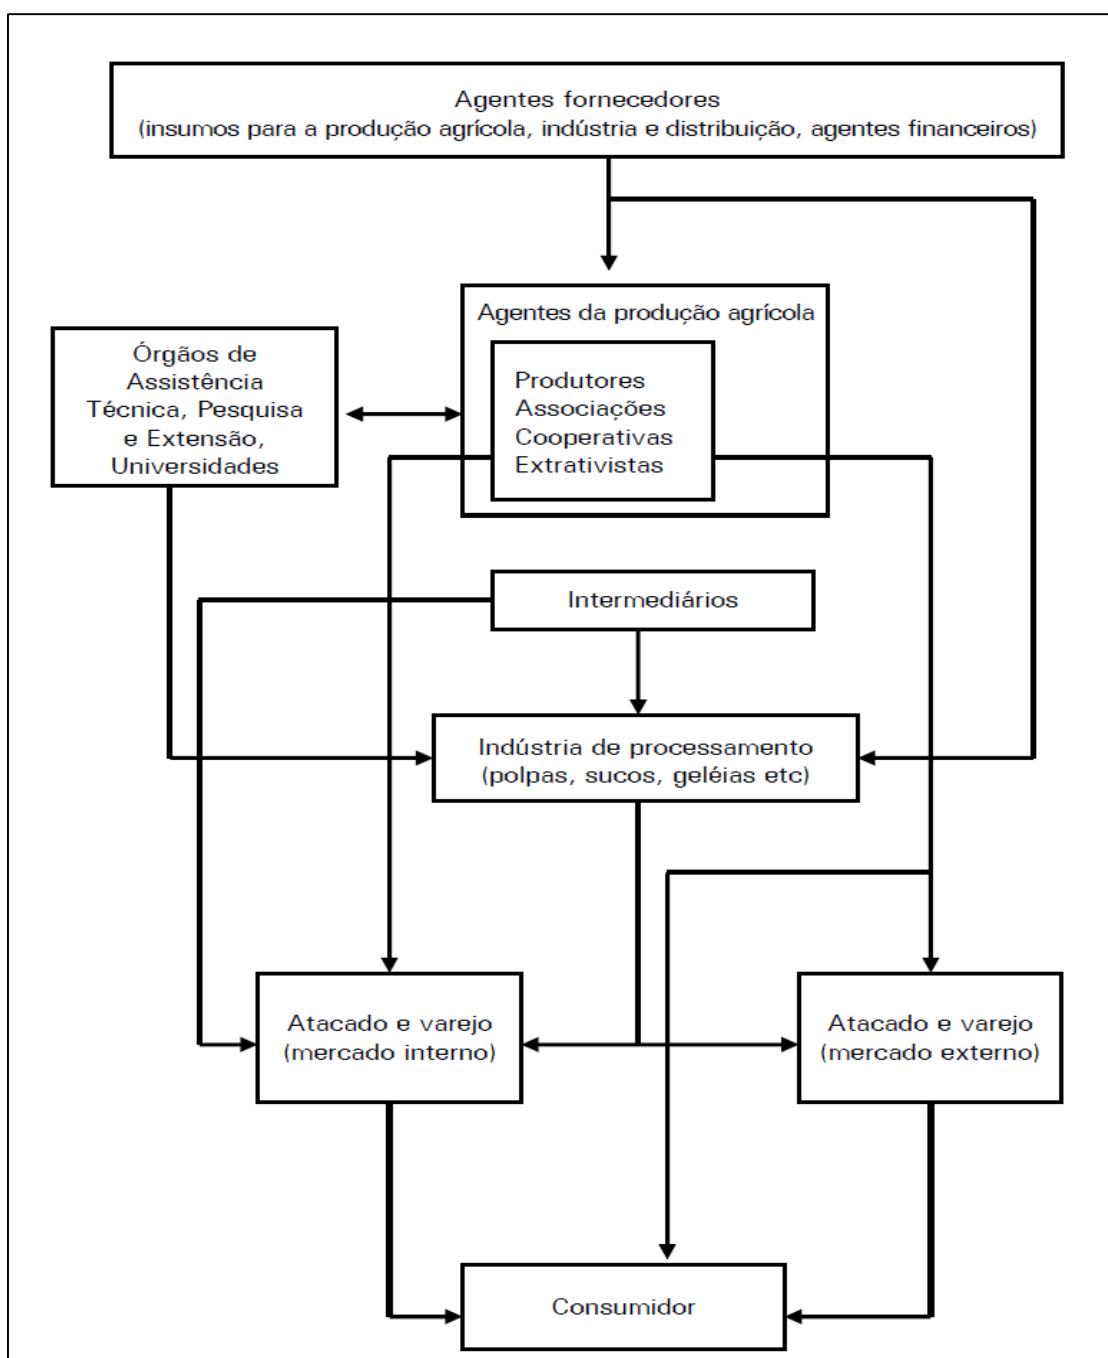 Agentes fornecedores
(insumos para a produção agrícola, indústria e distribuição, agentes financeiros)
Agentes da produção agrícola
Produtores
Associações
Cooperativas
Extrativistas
Órgãos de
Assistência
Técnica, Pesquisa
e Extensão,
Universidades
Intermediários
Indústria de processamento
(polpas, sucos, geléias etc)
Atacado e varejo
(mercado interno)
Atacado e varejo
(mercado externo)
Consumidor